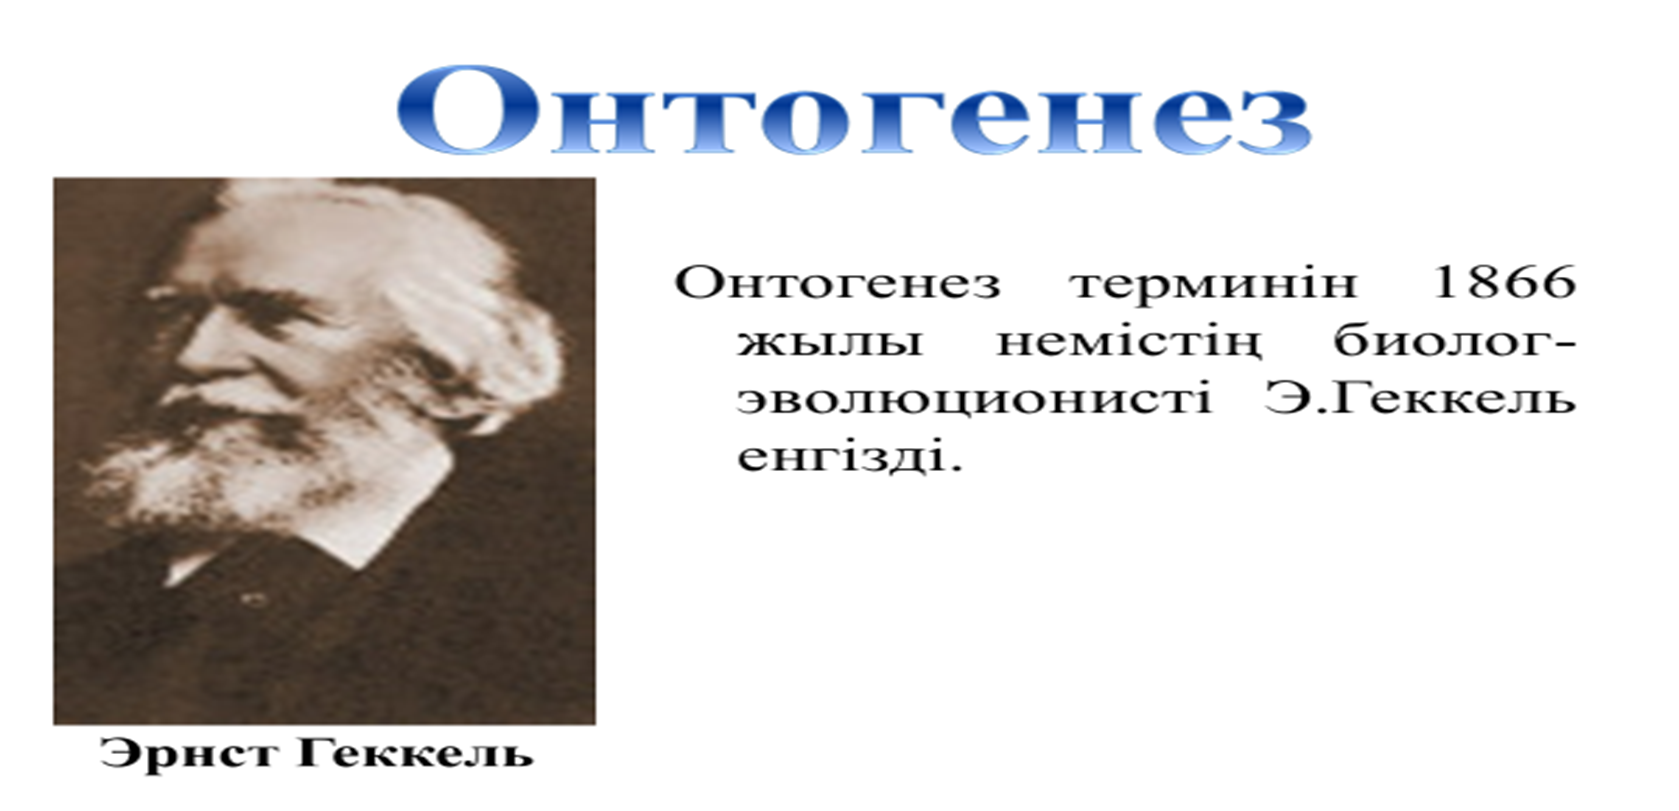 Онтогенез
Онтогенез терминін 1866
жылы немістің биолог-
эволюционисті Э.Геккель
енгізді.
Эрнст Геккель